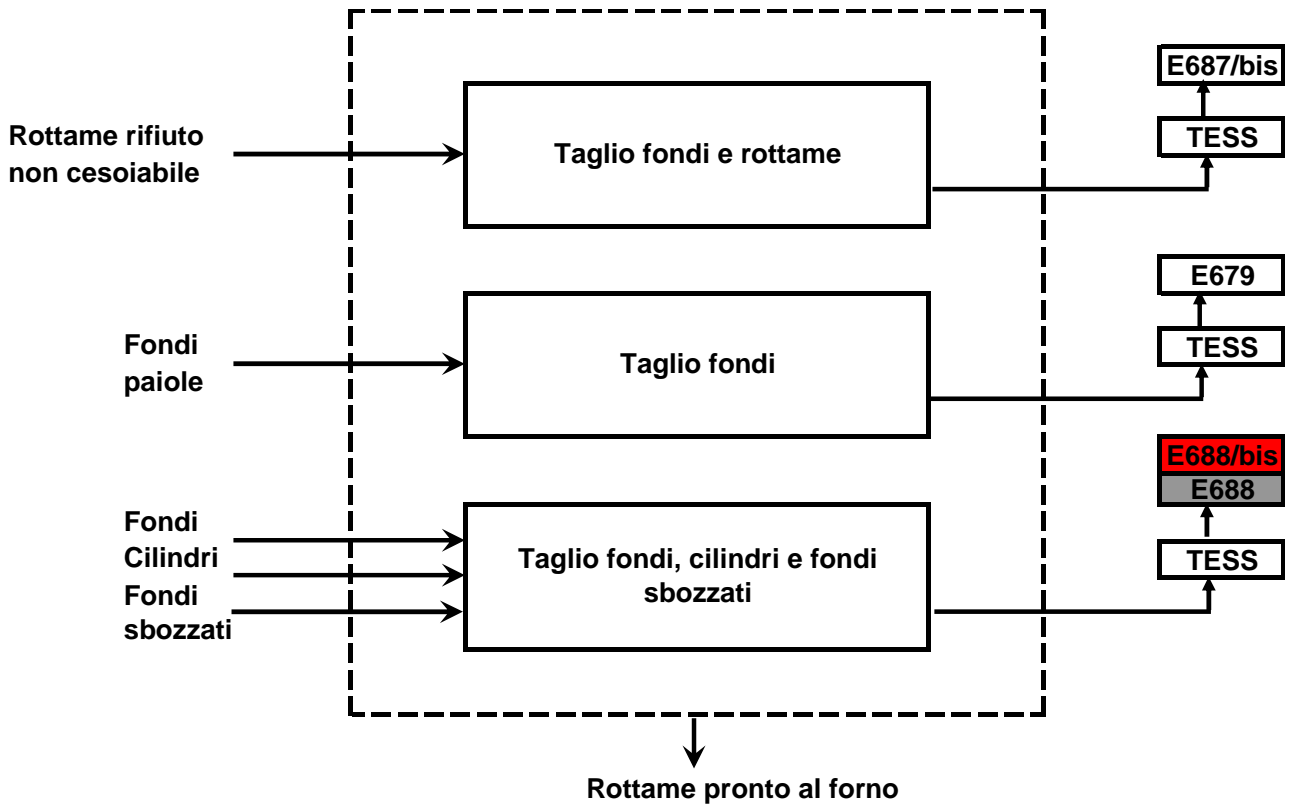 E687/bis
Rottame rifiuto
non cesoiabile
Taglio fondi e rottame
TESS
E679
Fondi
paiole
Taglio fondi
TESS
E688/bis
E688
Fondi
Cilindri
Fondi
sbozzati
Taglio fondi, cilindri e fondi
sbozzati
TESS
Rottame pronto al forno